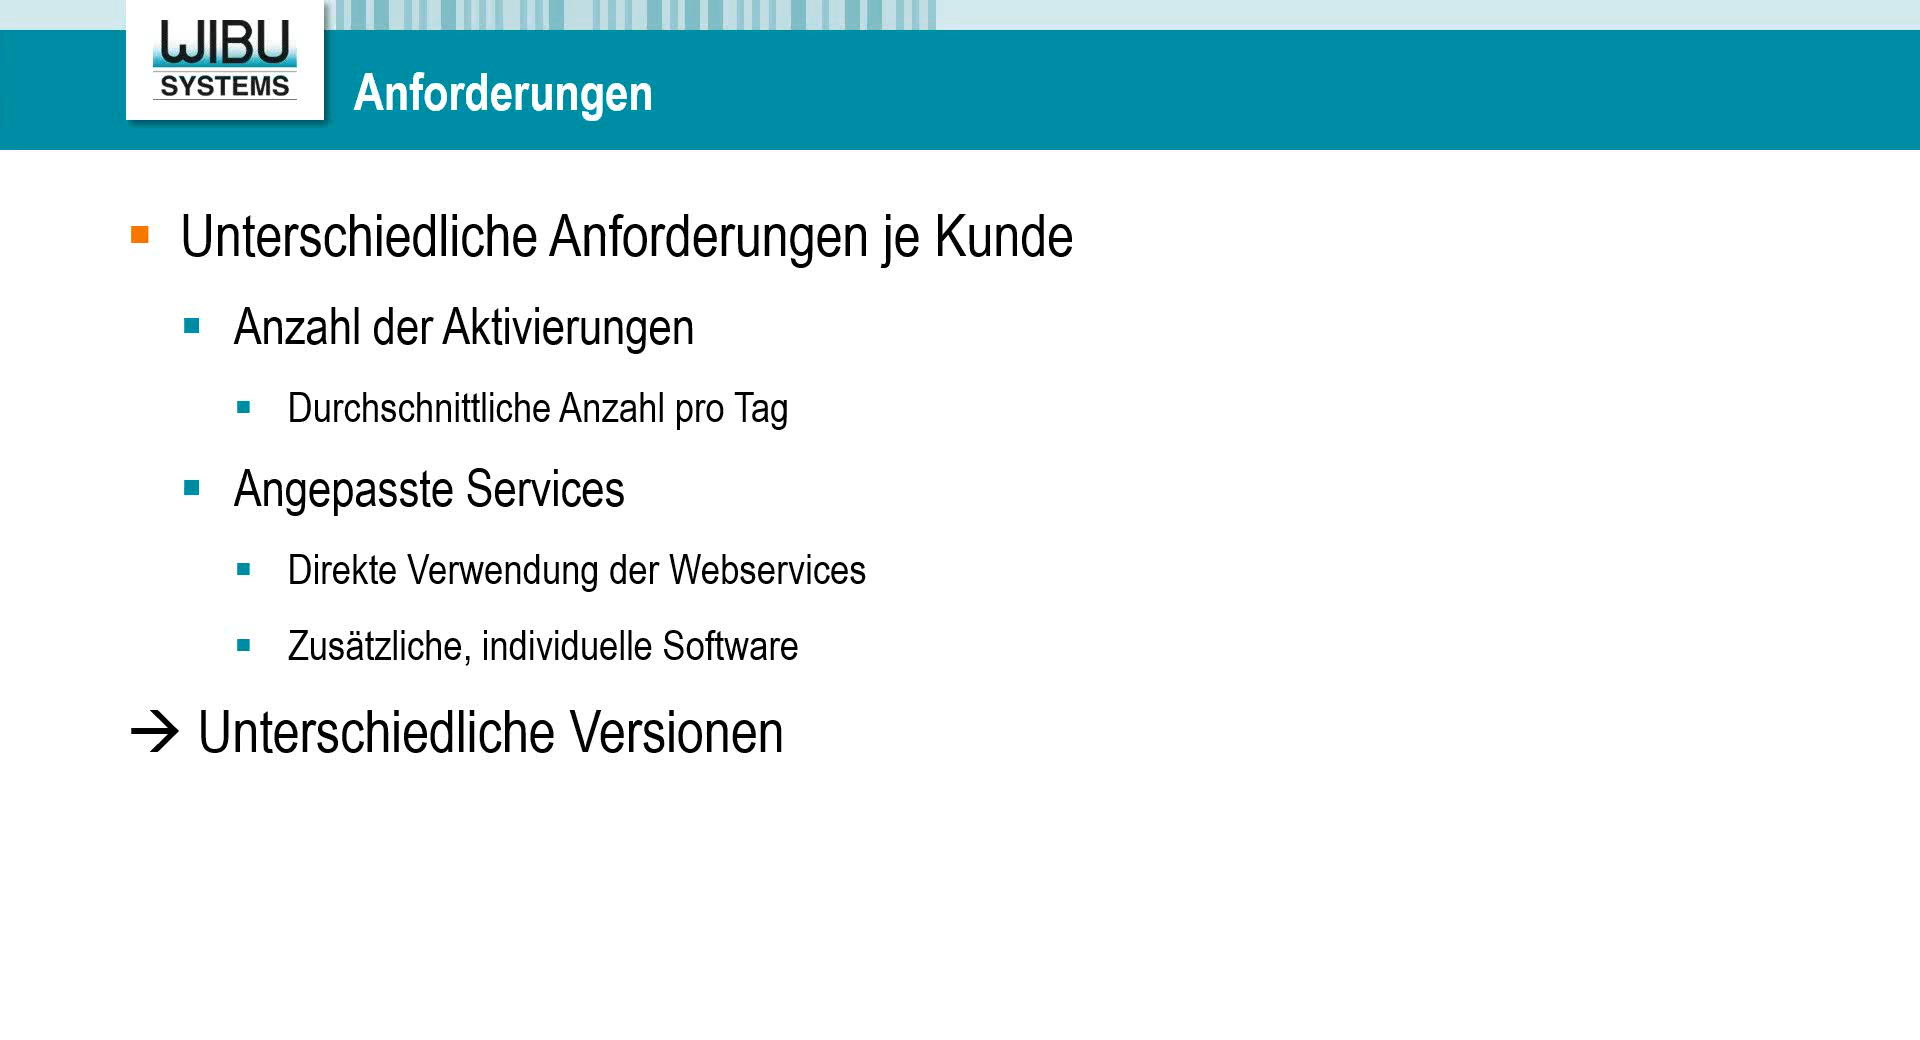 WIBU
SYSTEMS
Anforderungen
Unterschiedliche Anforderungen je Kunde
Anzahl der Aktivierungen
Durchschnittliche Anzahl pro Tag
Angepasste Services
Direkte Verwendung der Webservices
Zusätzliche, individuelle Software
→ Unterschiedliche Versionen